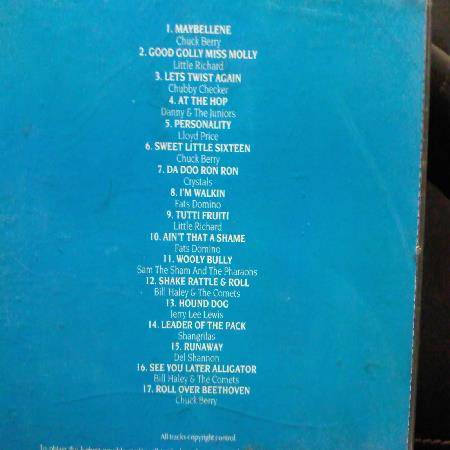 1. MAYBELLENE
Chuck Berry
2. GOOD GOLLY MISS MOLLY
Little Richard
3. LETS TWIST AGAIN
Chubby Checker
4. AT THE HOP
Danny & The Juniors
5. PERSONALITY
Lloyd Price
6. SWEET LITTLE SIXTEEN
Chuck Berry
7. DA DOO RON RON
Crystals
8. I'M WALKIN
Fats Domino
9. TUTTI FRUITI
Little Richard
10. AIN'T THAT A SHAME
Fats Domino
11. WOOLY BULLY
Sam The Sham And The Pharaons
12. SHAKE RATTLE & ROLL
Bill Haley & The Comets
13. HOUND DOG
Jerry Lee Lewis
14. LEADER OF THE PACK
Shangrilas
15. RUNAWAY
Del Shannon
16. SEE YOU LATER ALLIGATOR
Bill Haley & The Comets
17. ROLL OVER BEETHOVEN
Chuck Berry
All tracks copyright control.